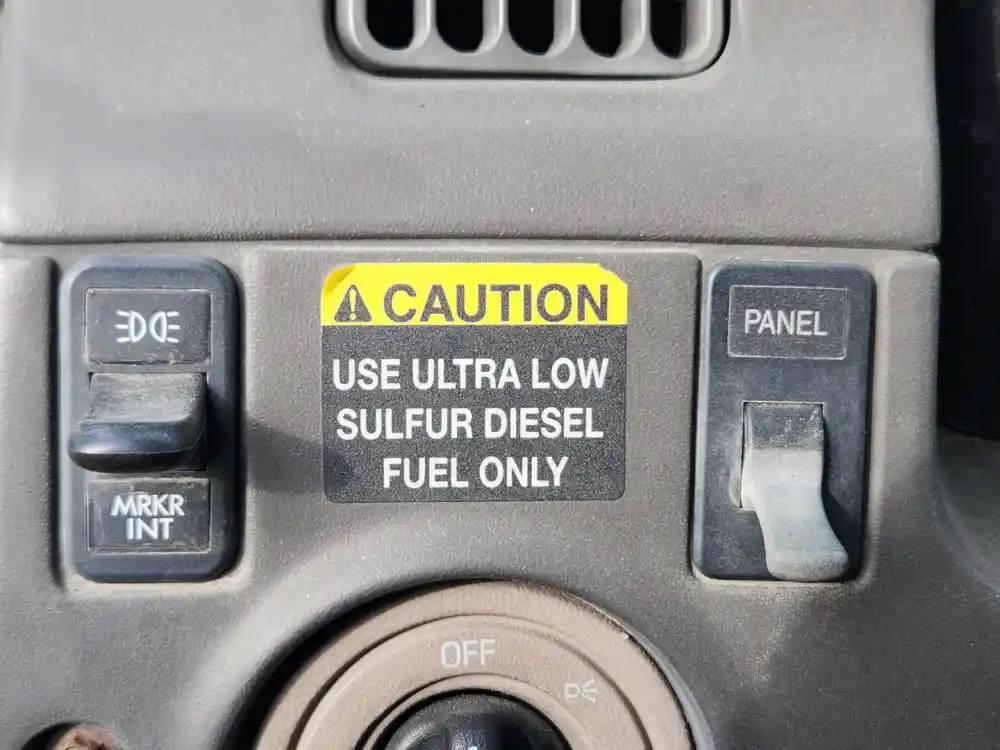 CAUTION
USE ULTRA LOW
SULFUR DIESEL
FUEL ONLY
MRKR
INT
PANEL
OFF